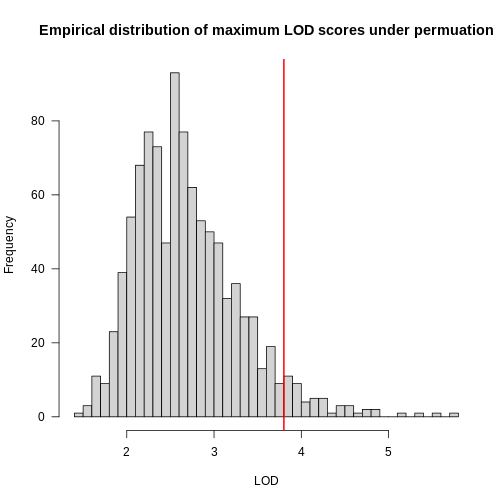 Empirical distribution of maximum LOD scores under permuation
Frequency
80
60
40
20
0
2 3 4 5
LOD